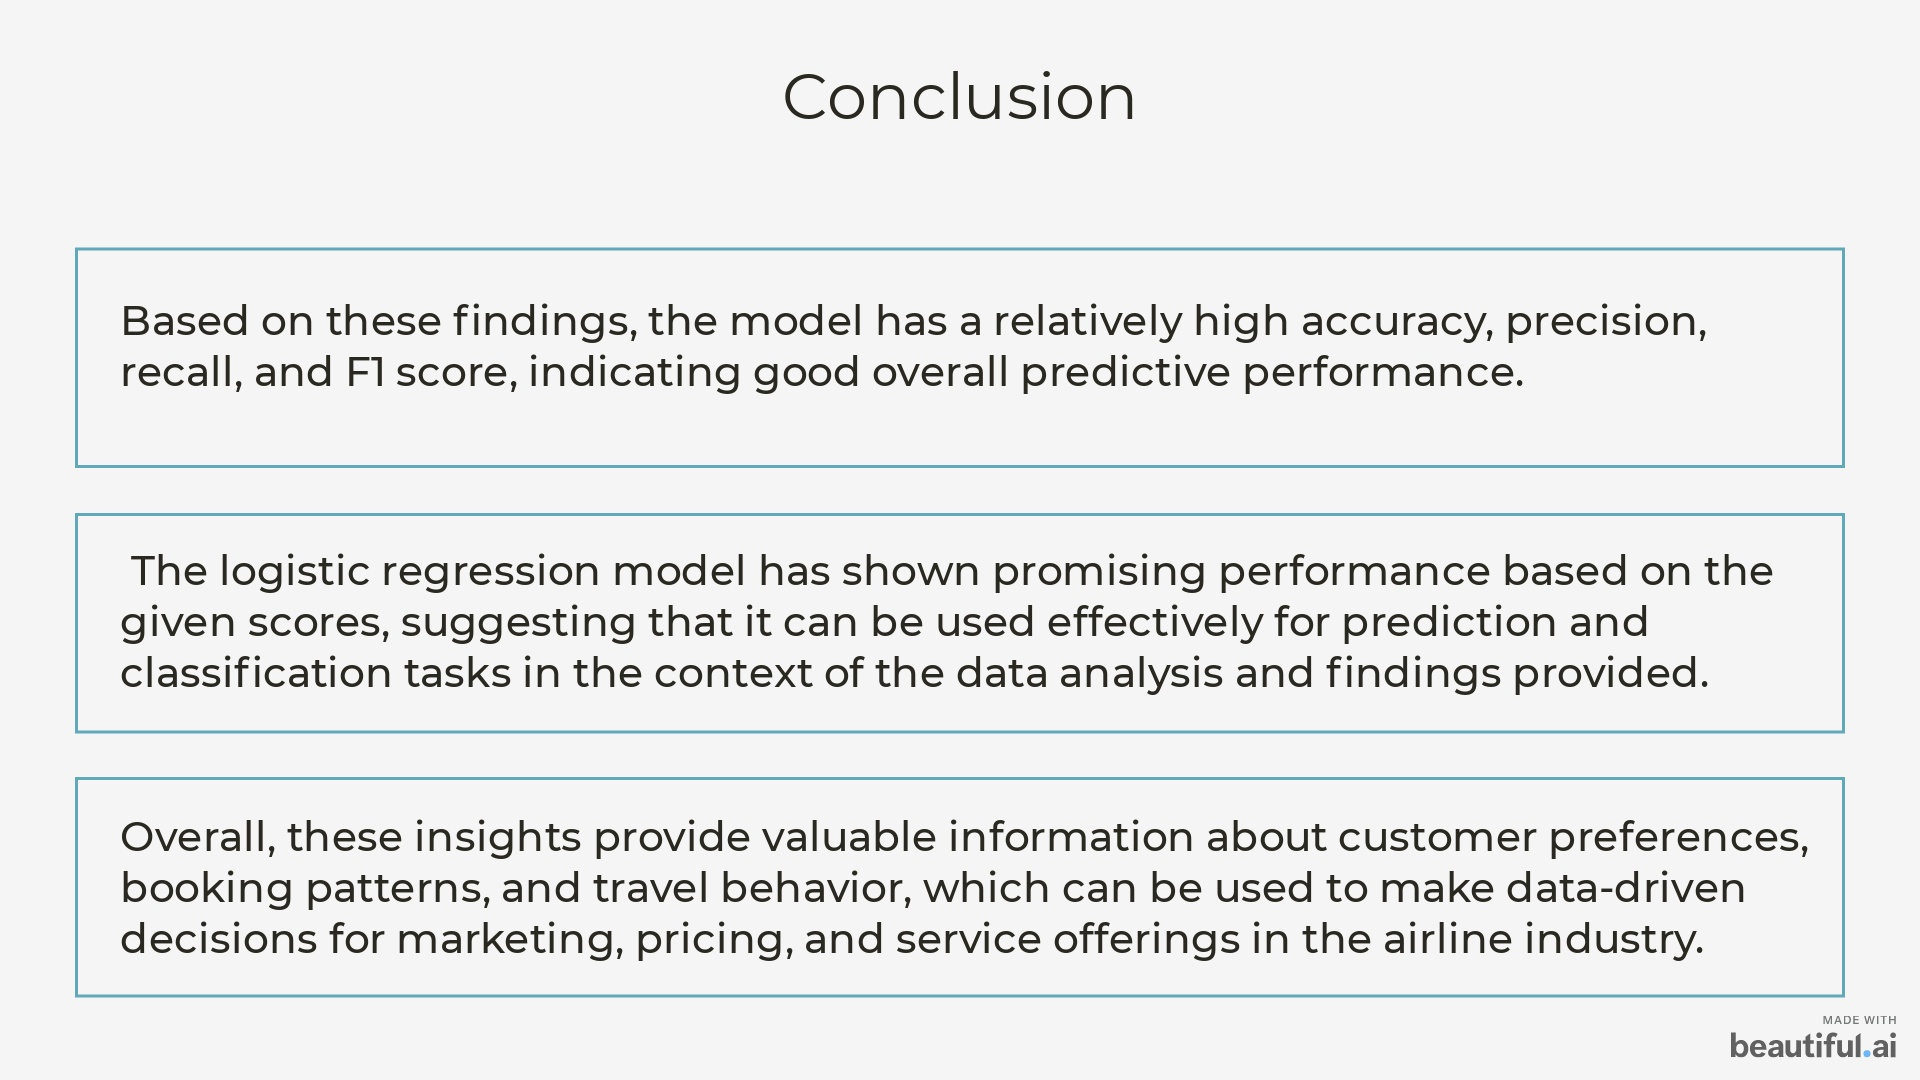 Conclusion
Based on these findings, the model has a relatively high accuracy, precision,
recall, and F1 score, indicating good overall predictive performance.
The logistic regression model has shown promising performance based on the
given scores, suggesting that it can be used effectively for prediction and
classification tasks in the context of the data analysis and findings provided.
Overall, these insights provide valuable information about customer preferences,
booking patterns, and travel behavior, which can be used to make data-driven
decisions for marketing, pricing, and service offerings in the airline industry.
MADE WITH
beautiful.ai